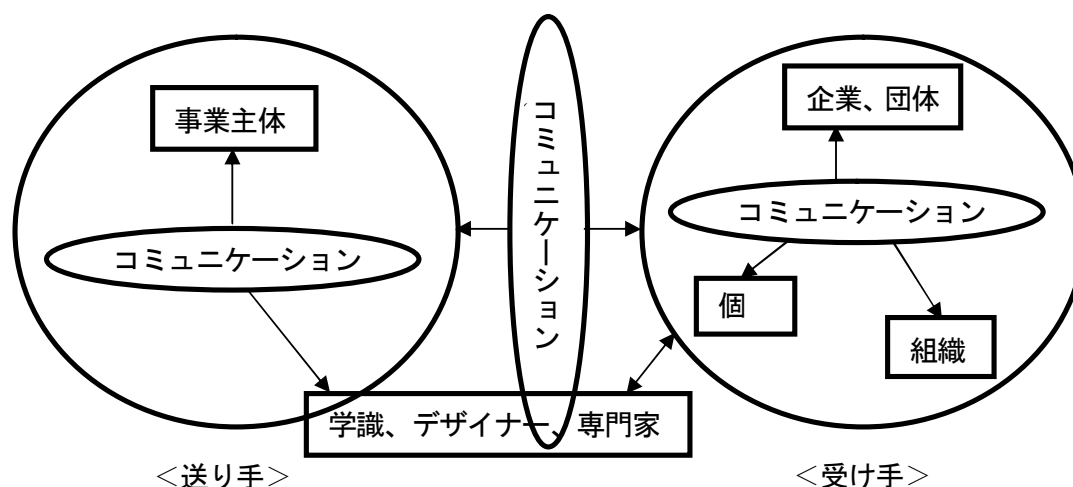 事業主体
コミュニケーション
コミュニケーション
企業、団体
コミュニケーション
個
組織
学識、デザイナー、専門家
＜送り手＞
＜受け手＞